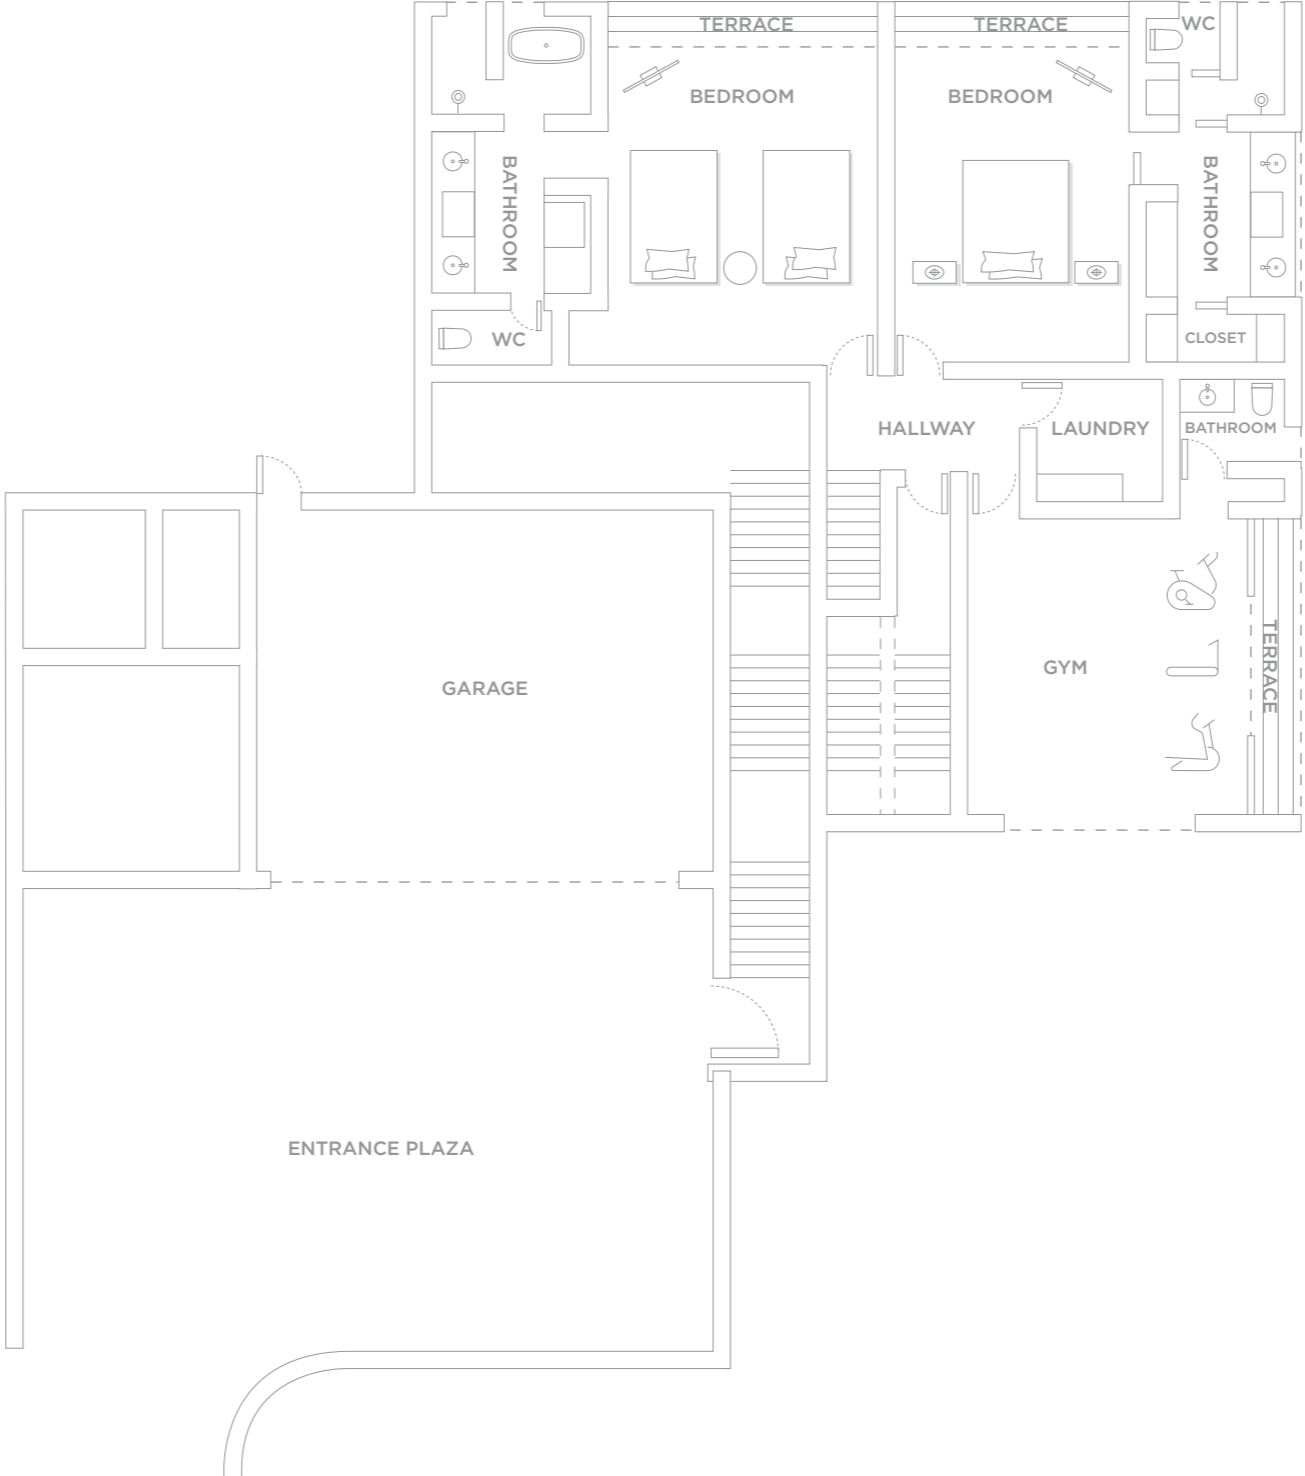 TERRACE
TERRACE
WC
BEDROOM
BEDROOM
BATHROOM
BATHROOM
WC
CLOSET
HALLWAY
LAUNDRY
BATHROOM
GYM
TERRACE
GARAGE
ENTRANCE PLAZA